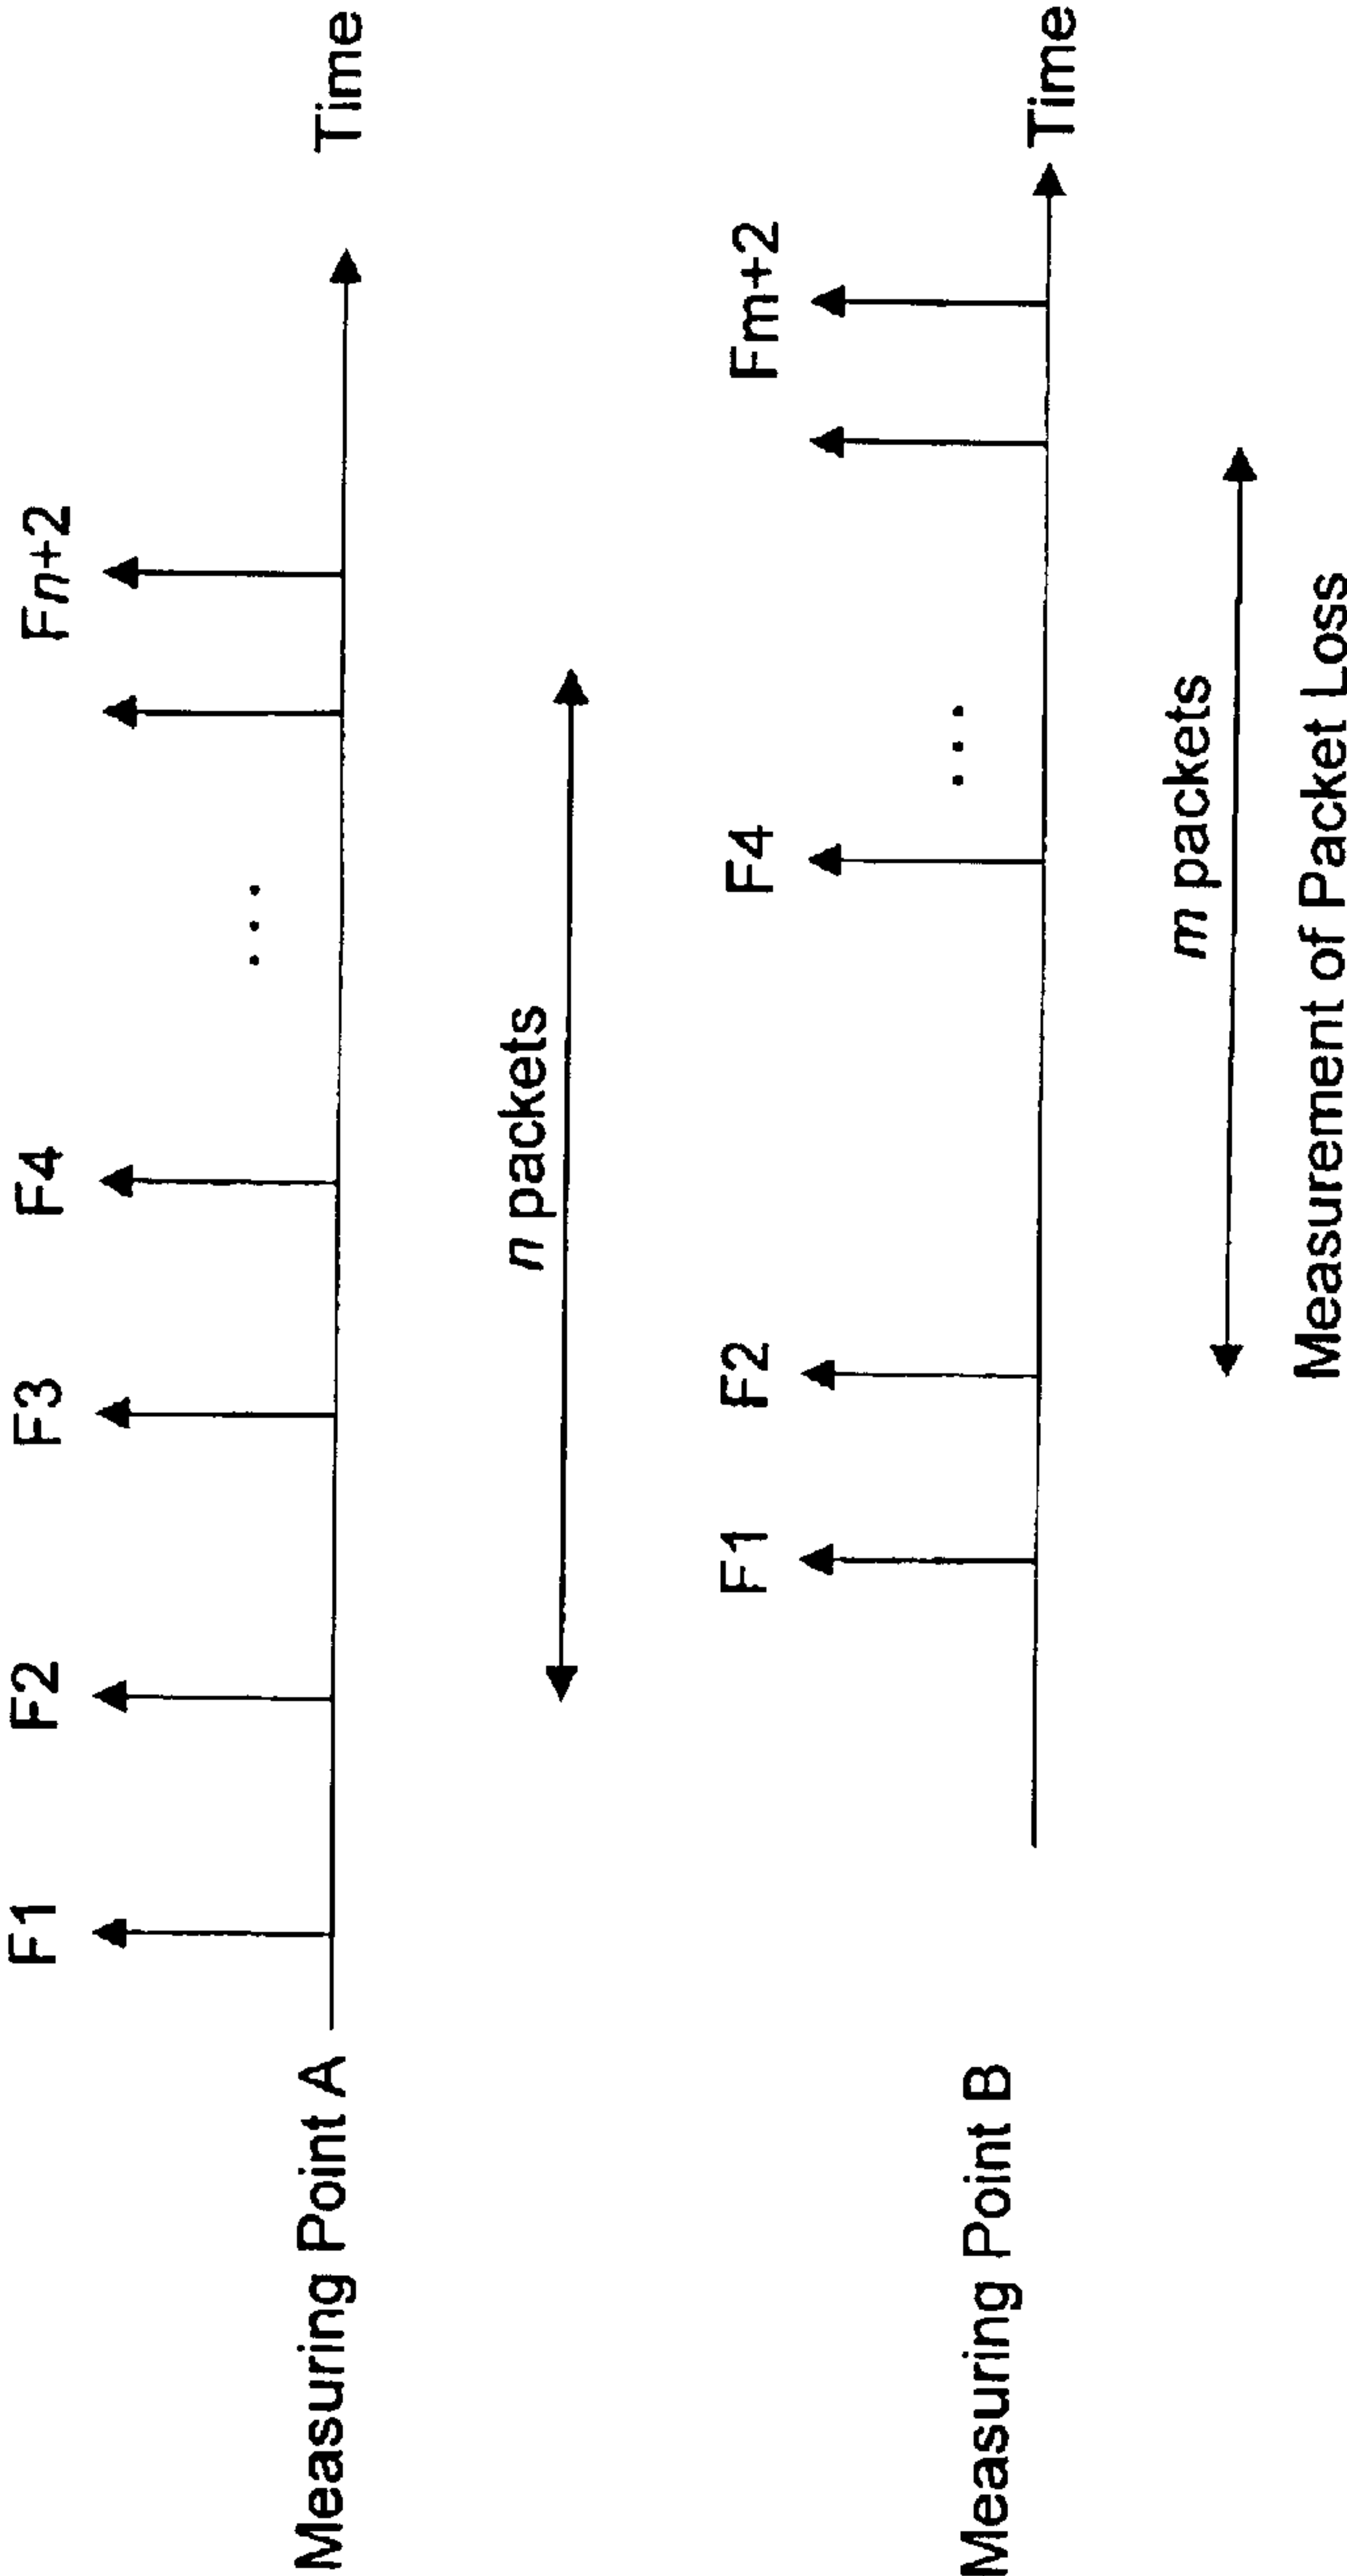 F1 F2 F3 F4 Fn+2
. . .
Measuring Point A Time
n packets
F1 F2 F4 Fm+2
. . .
Measuring Point B Time
m packets
Measurement of Packet Loss